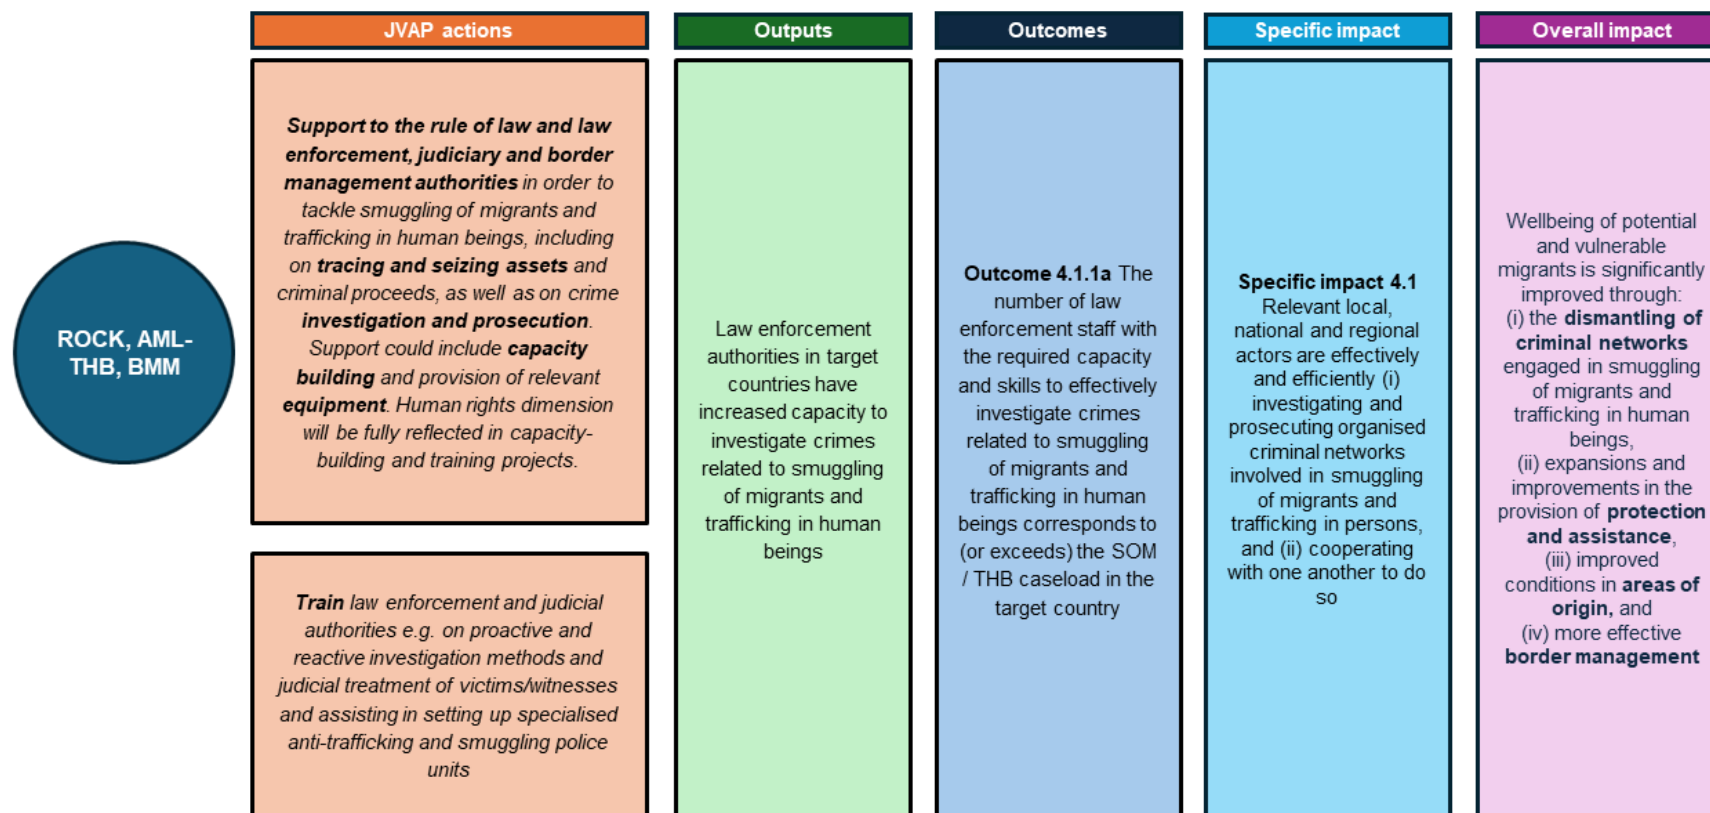 JVAP actions
Outputs
Outcomes
Specific impact
Overall impact
ROCK, AML-
THB, BMM
Support to the rule of law and law
enforcement, judiciary and border
management authorities in order to
tackle smuggling of migrants and
trafficking in human beings, including
on tracing and seizing assets and
criminal proceeds, as well as on crime
investigation and prosecution.
Support could include capacity
building and provision of relevant
equipment. Human rights dimension
will be fully reflected in capacity-
building and training projects.
Train law enforcement and judicial
authorities e.g. on proactive and
reactive investigation methods and
judicial treatment of victims/witnesses
and assisting in setting up specialised
anti-trafficking and smuggling police
units
Law enforcement
authorities in target
countries have
increased capacity to
investigate crimes
related to smuggling
of migrants and
trafficking in human
beings
Outcome 4.1.1a The
number of law
enforcement staff with
the required capacity
and skills to effectively
investigate crimes
related to smuggling
of migrants and
trafficking in human
beings corresponds to
(or exceeds) the SOM
/ THB caseload in the
target country
Specific impact 4.1
Relevant local,
national and regional
actors are effectively
and efficiently (i)
investigating and
prosecuting organised
criminal networks
involved in smuggling
of migrants and
trafficking in persons,
and (ii) cooperating
with one another to do
so
Wellbeing of potential
and vulnerable
migrants is significantly
improved through:
(i) the dismantling of
criminal networks
engaged in smuggling
of migrants and
trafficking in human
beings,
(ii) expansions and
improvements in the
provision of protection
and assistance,
(iii) improved
conditions in areas of
origin, and
(iv) more effective
border management